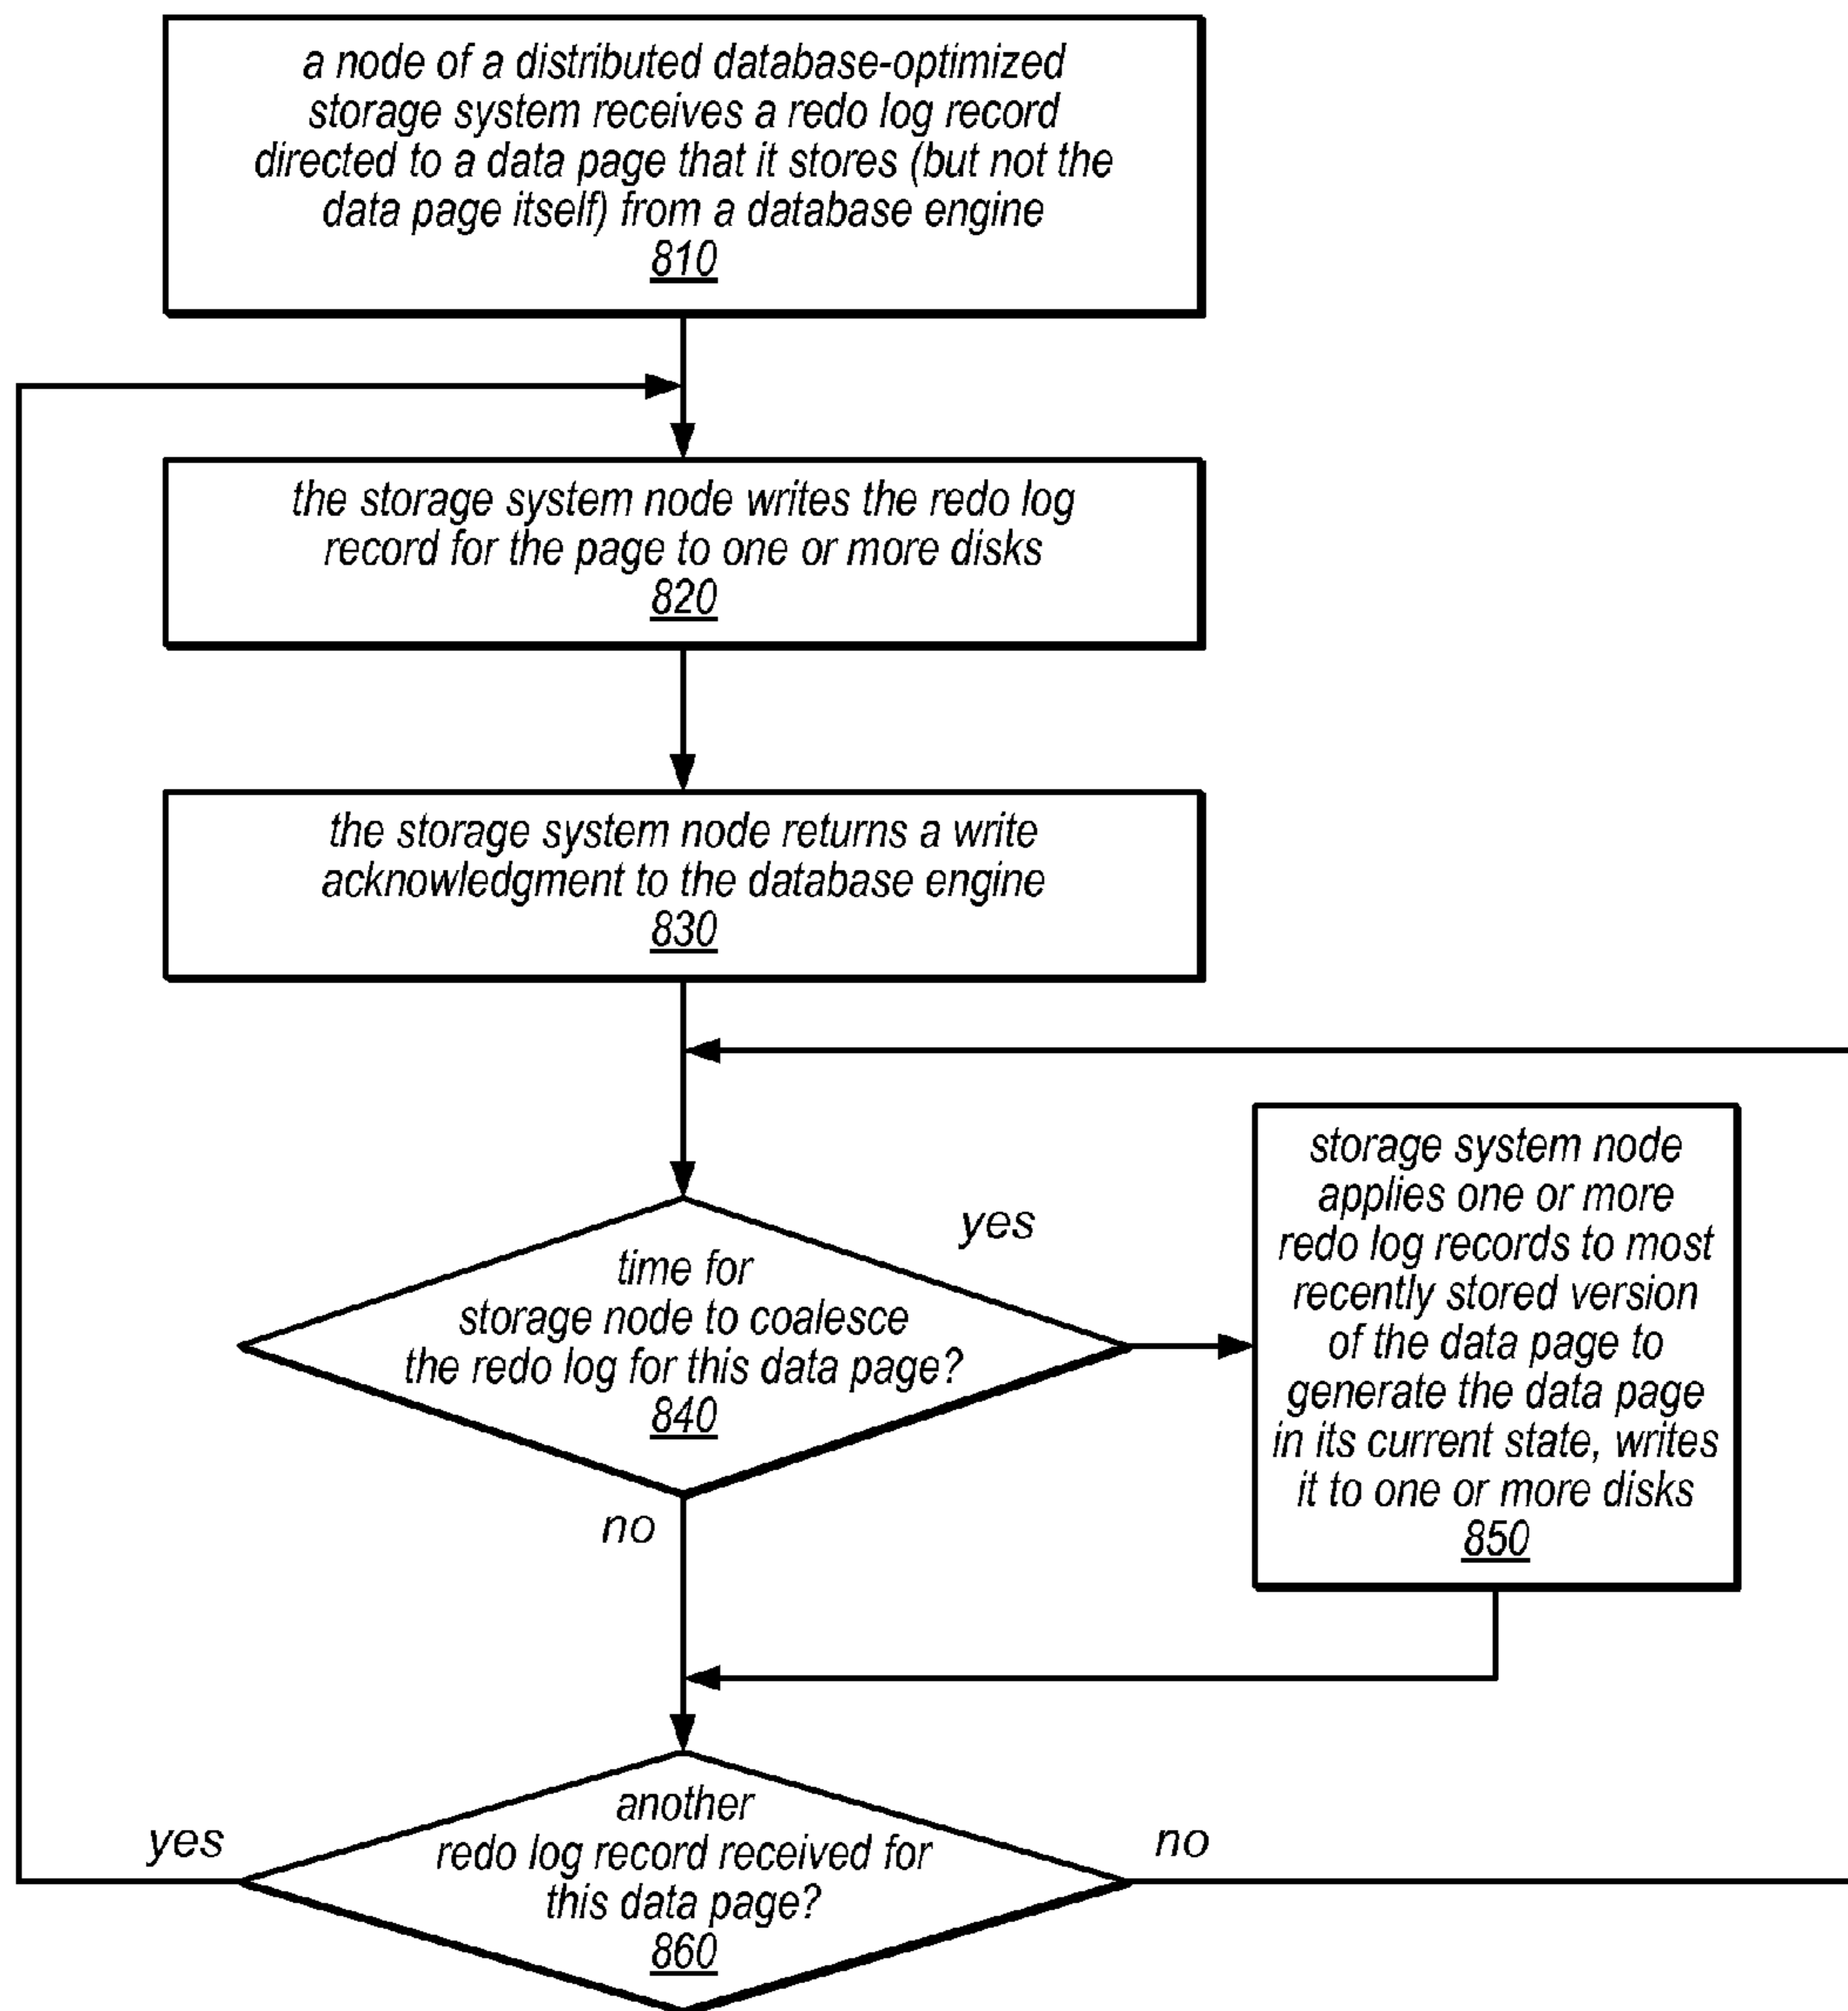 a node of a distributed database-optimized
storage system receives a redo log record
directed to a data page that it stores (but not the
data page itself) from a database engine
810
the storage system node writes the redo log
record for the page to one or more disks
820
the storage system node returns a write
acknowledgment to the database engine
830
time for
storage node to coalesce
the redo log for this data page?
840
yes
no
storage system node
applies one or more
redo log records to most
recently stored version
of the data page to
generate the data page
in its current state, writes
it to one or more disks
850
another
redo log record received for
this data page?
860
yes
no